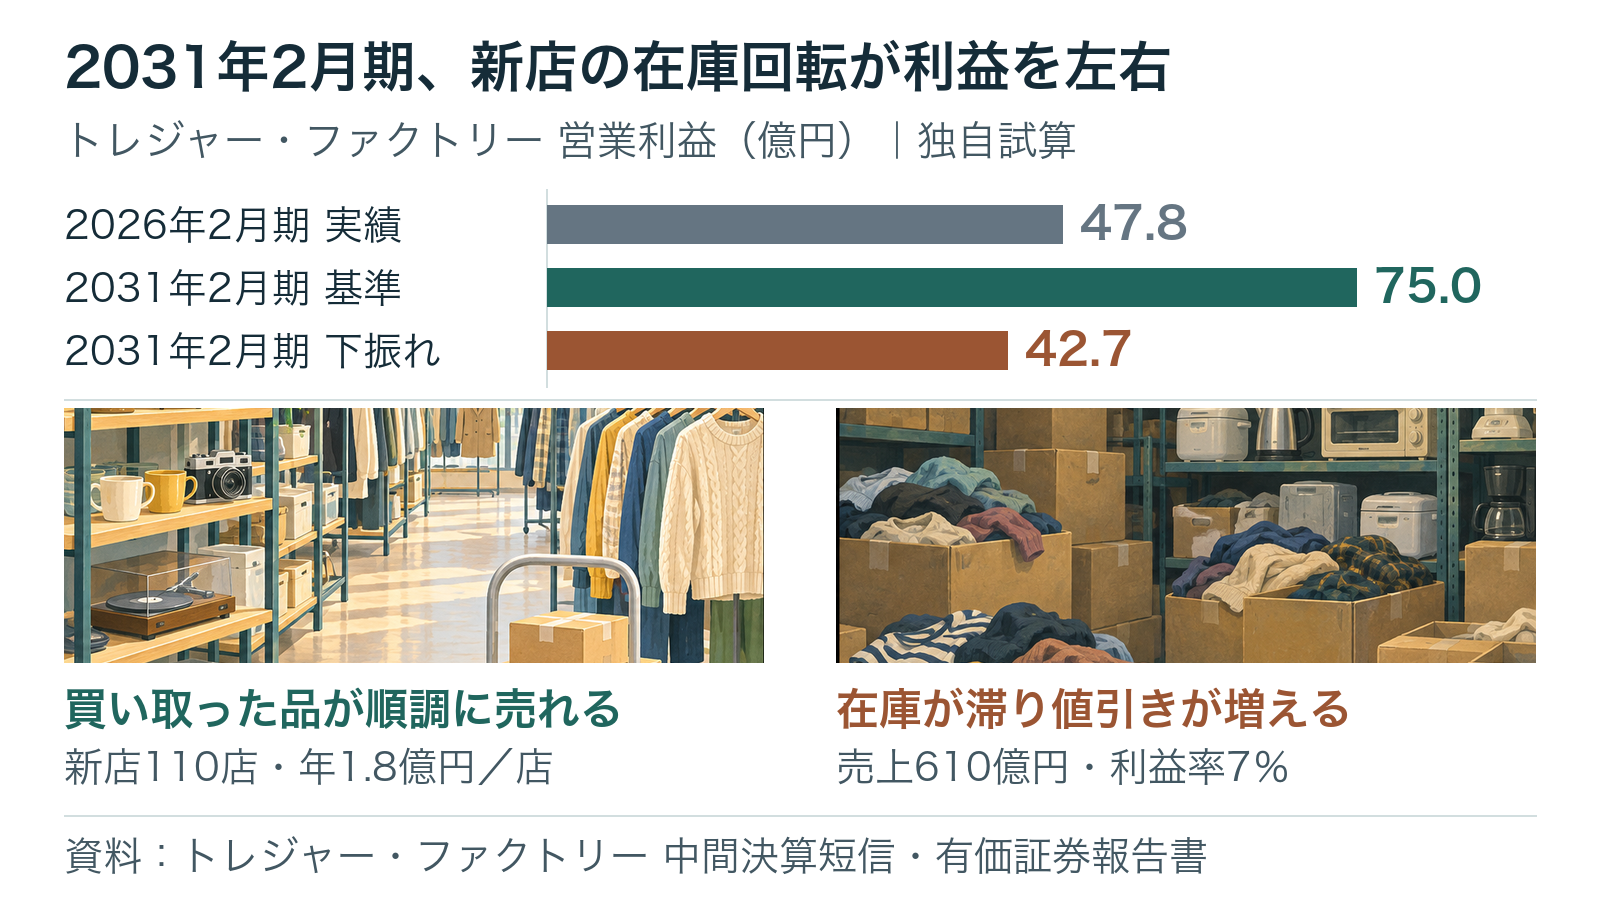 2031年2月期、新店の在庫回転が利益を左右
トレジャー・ファクトリー 営業利益（億円）｜独自試算
2026年2月期 実績 47.8
2031年2月期 基準 75.0
2031年2月期 下振れ 42.7
買い取った品が順調に売れる
新店110店・年1.8億円／店
在庫が滞り値引きが増える
売上610億円・利益率7%
資料：トレジャー・ファクトリー 中間決算短信・有価証券報告書